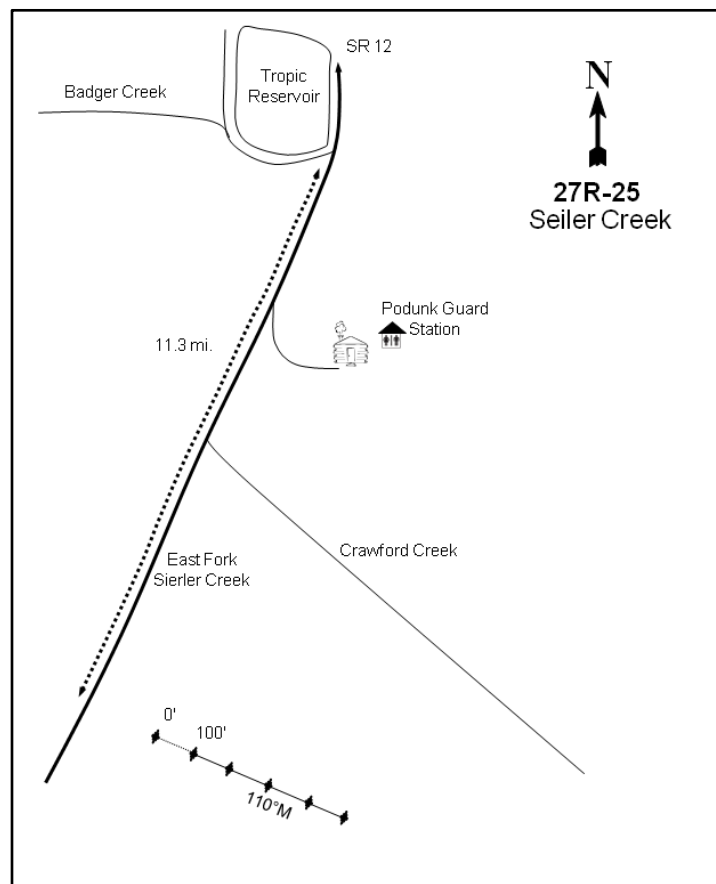 SR 12
Tropic
Reservoir
Badger Creek
N
27R-25
Seiler Creek
Podunk Guard
Station
11.3 mi.
East Fork
Sierler Creek
Crawford Creek
0'
100'
110°M